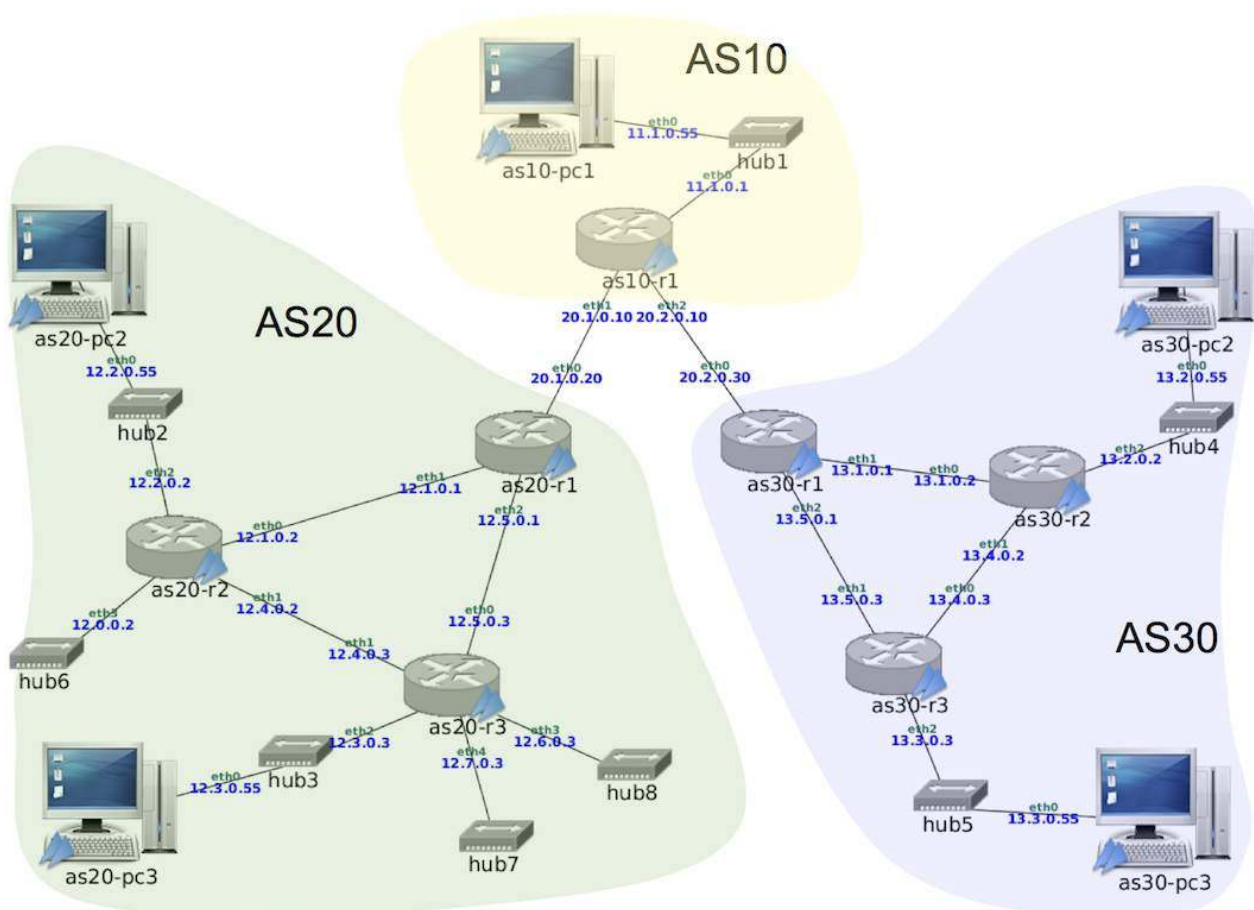 AS10
eth0
11.1.0.55
hub1
as10-pc1
eth0
11.1.0.1
as10-r1
eth1
20.1.0.10
eth2
20.2.0.10
AS20
as20-pc2
eth0
12.2.0.55
hub2
eth2
12.2.0.2
eth0
20.1.0.20
as20-r1
eth1
12.1.0.1
eth2
12.5.0.1
eth0
12.1.0.2
as20-r2
eth1
12.4.0.2
eth3
12.0.0.2
hub6
eth0
12.5.0.3
eth1
12.4.0.3
as20-r3
eth2
12.3.0.3
eth4
12.7.0.3
eth3
12.6.0.3
hub3
hub8
hub7
eth0
12.3.0.55
as20-pc3
eth0
20.2.0.30
as30-r1
eth1
13.1.0.1
eth2
13.5.0.1
as30-pc2
eth0
13.2.0.55
hub4
eth2
13.2.0.2
eth0
13.1.0.2
as30-r2
eth1
13.4.0.2
eth1
13.5.0.3
eth0
13.4.0.3
AS30
as30-r3
eth2
13.3.0.3
hub5
eth0
13.3.0.55
as30-pc3